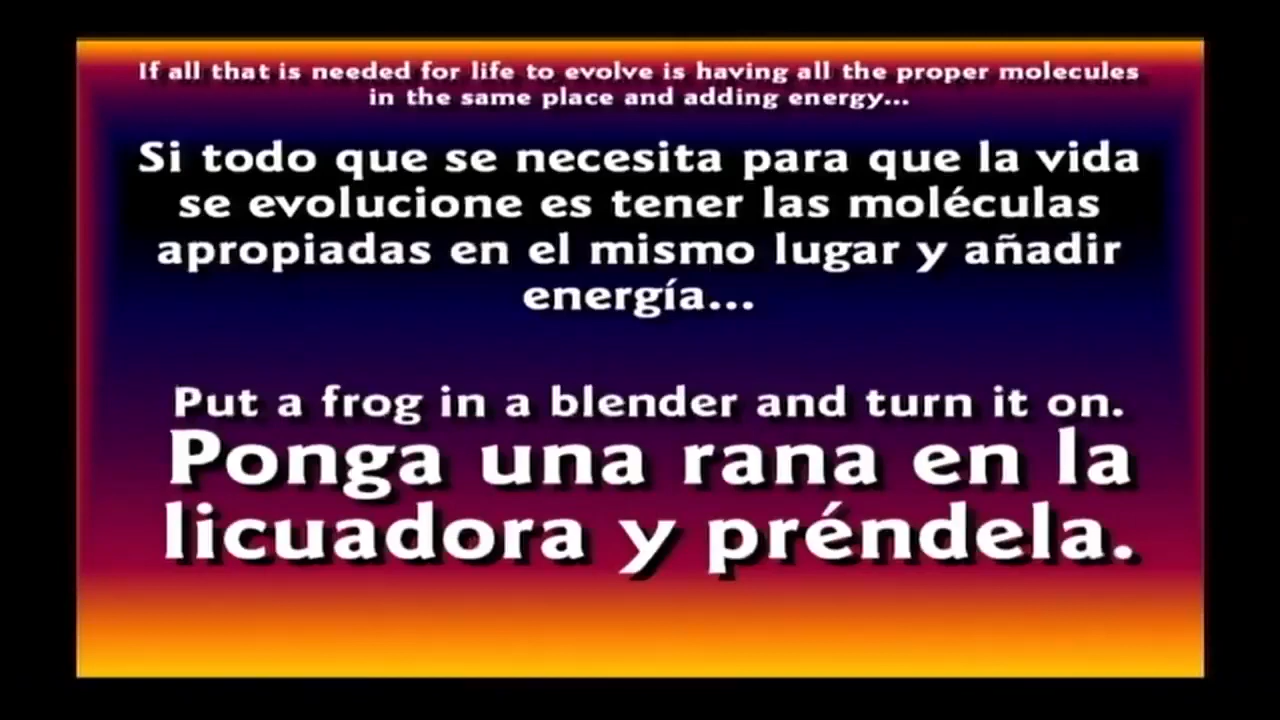 If all that is needed for life to evolve is having all the proper molecules
in the same place and adding energy...
Si todo que se necesita para que la vida
se evolucione es tener las moléculas
apropiadas en el mismo lugar y añadir
energía...
Put a frog in a blender and turn it on.
Ponga una rana en la
licuadora y préndela.